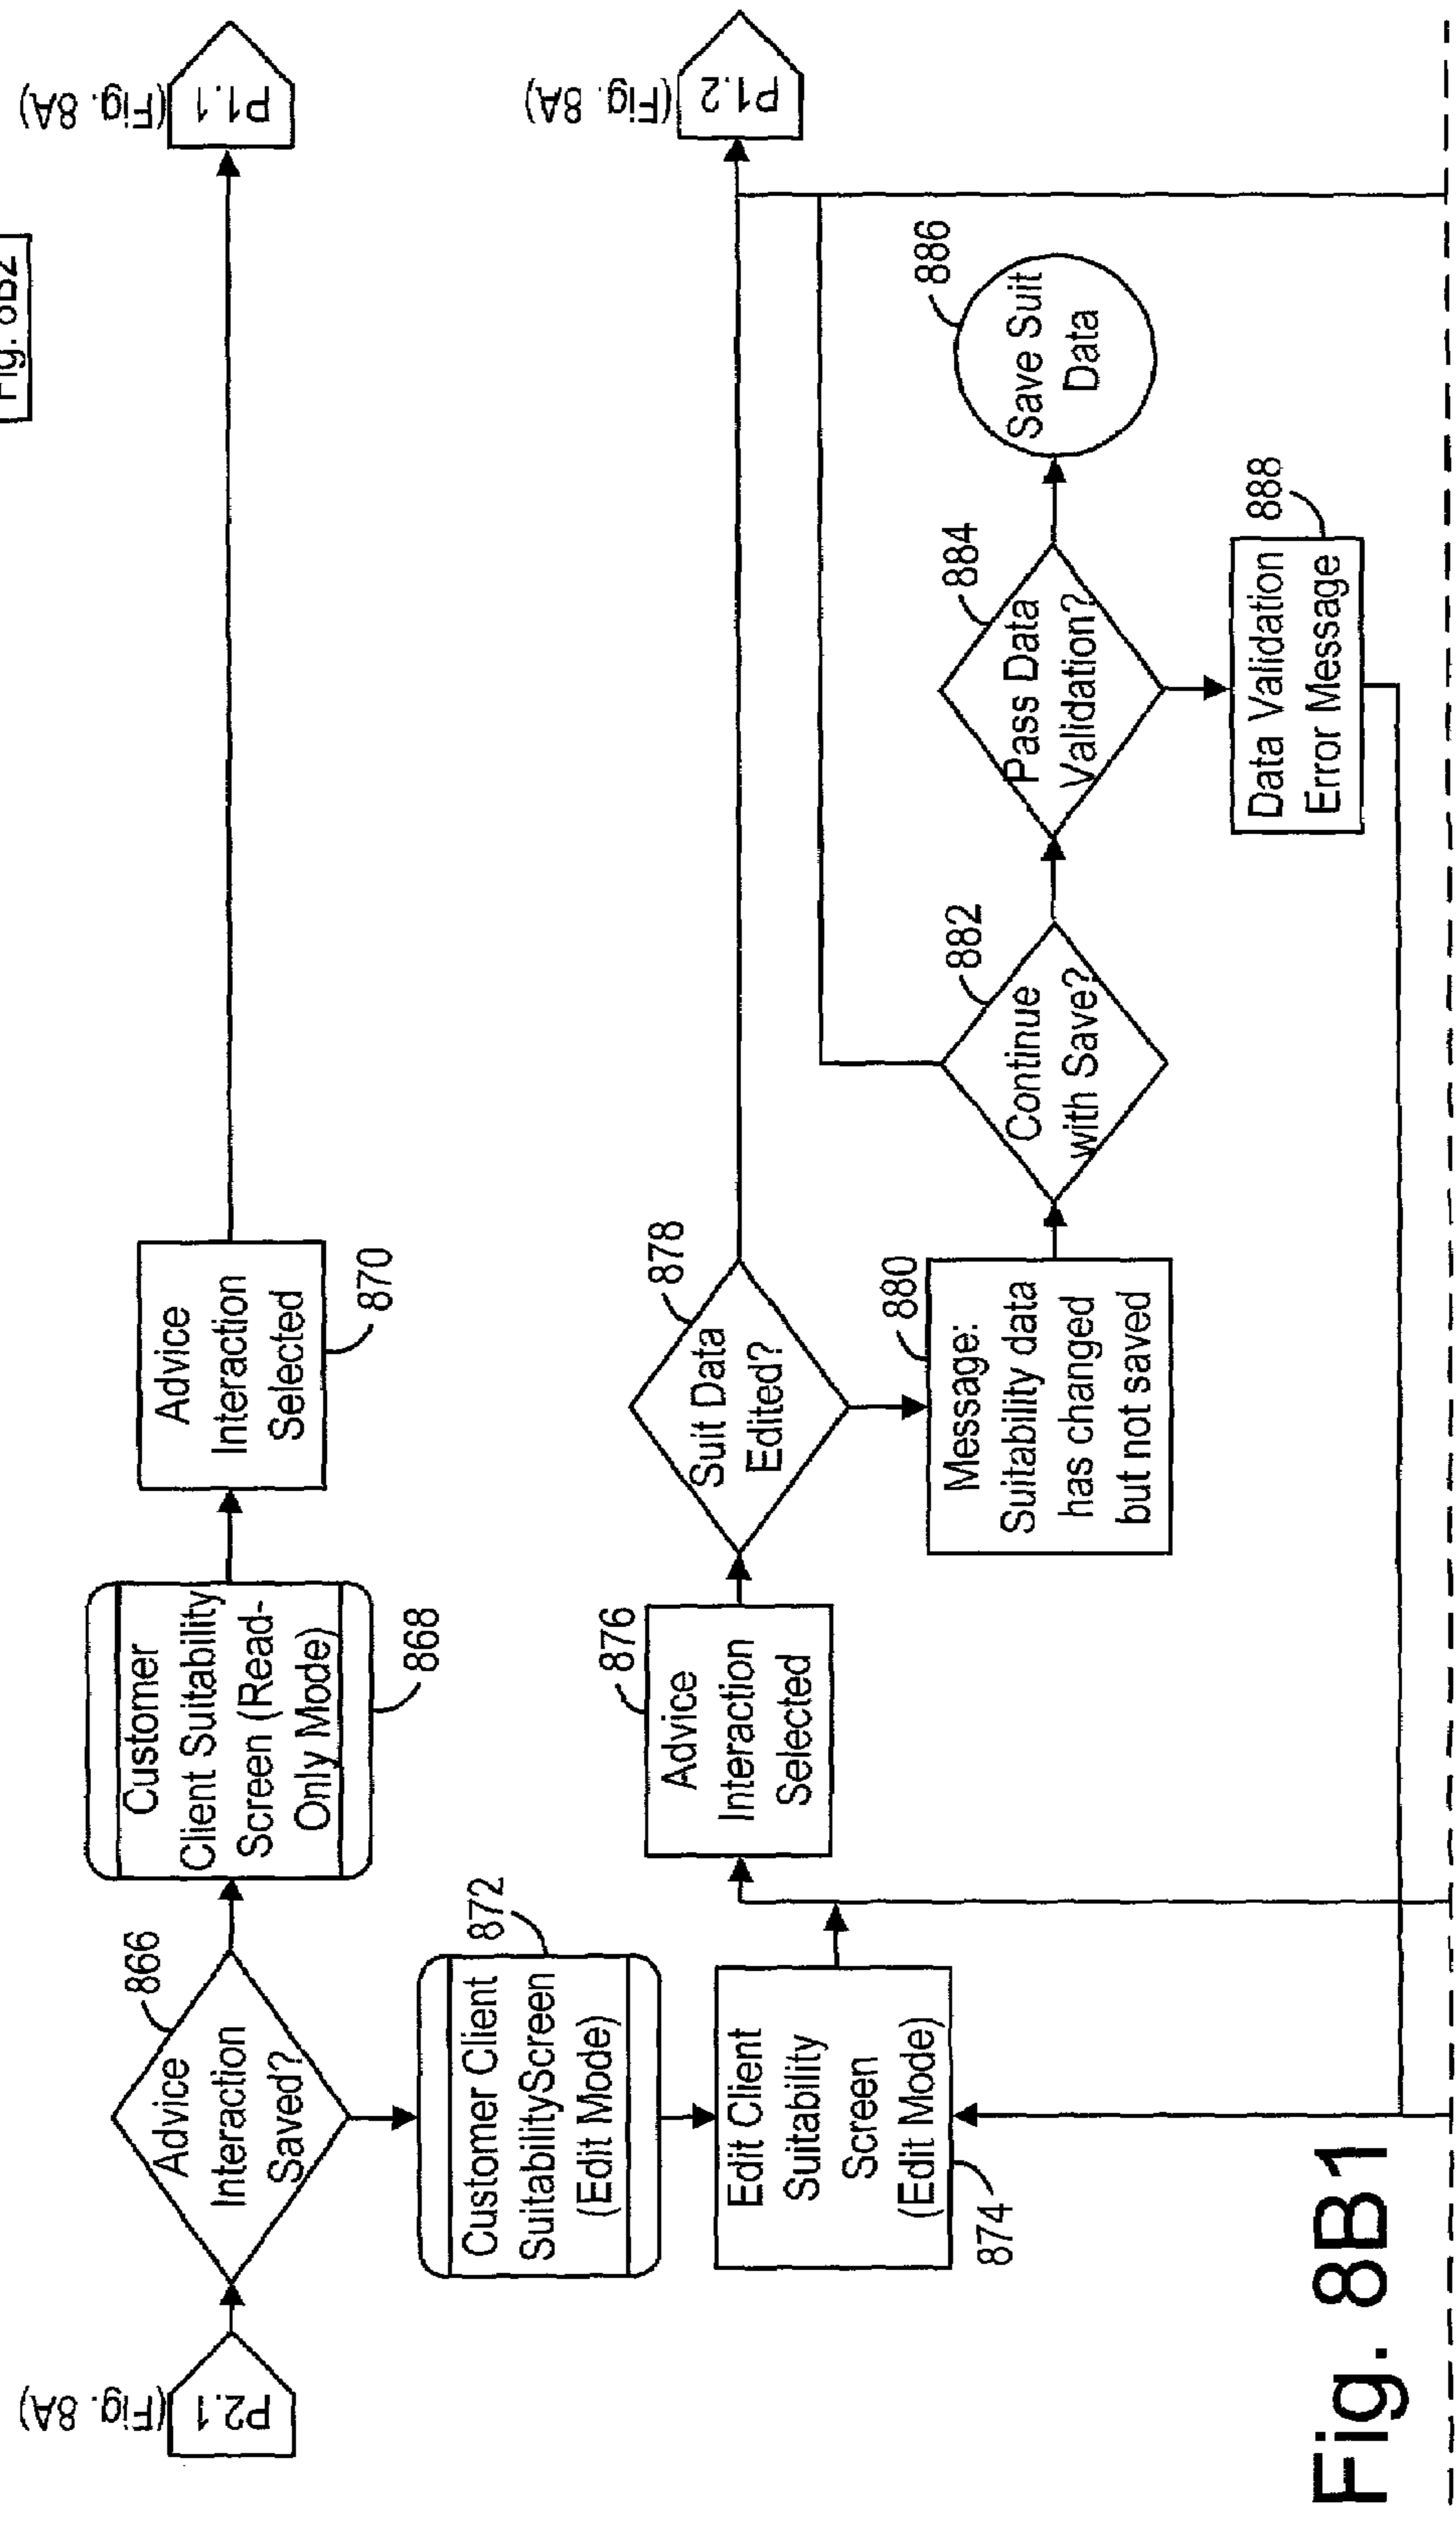 Fig. 8B2
(Fig. 8A)
P2.1
866
Advice
Interaction
Saved?
Customer
Client Suitability
Screen (Read-
Only Mode)
868
Advice
Interaction
Selected
870
(Fig. 8A)
P1.1
872
Customer Client
SuitabilityScreen
(Edit Mode)
Edit Client
Suitability
Screen
(Edit Mode)
874
876
Advice
Interaction
Selected
878
Suit Data
Edited?
(Fig. 8A)
P1.2
880
Message:
Suitability data
has changed
but not saved
882
Continue
with Save?
884
Pass Data
Validation?
886
Save Suit
Data
888
Data Validation
Error Message
Fig. 8B1